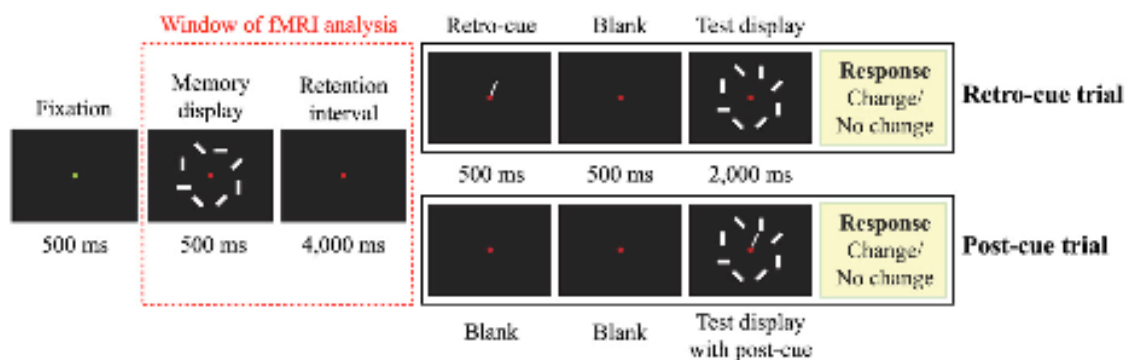 Window of fMRI analysis
Fixation
Memory
display
Retention
interval
500 ms
500 ms
4,000 ms
Retro-cue
Blank
Test display
Response
Change/
No change
Retro-cue trial
500 ms
500 ms
2,000 ms
Response
Change/
No change
Post-cue trial
Blank
Blank
Test display
with post-cue